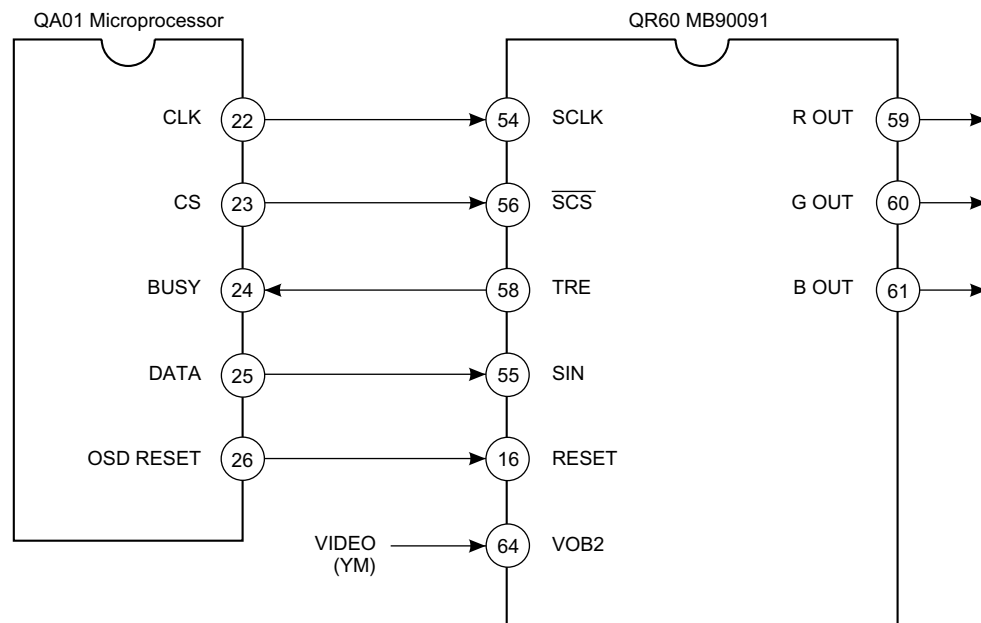 QA01 Microprocessor
QR60 MB90091
CLK 22 54 SCLK R OUT 59
CS 23 56 SCS G OUT 60
BUSY 24 58 TRE B OUT 61
DATA 25 55 SIN
OSD RESET 26 16 RESET
VIDEO 64 VOB2
(YM)